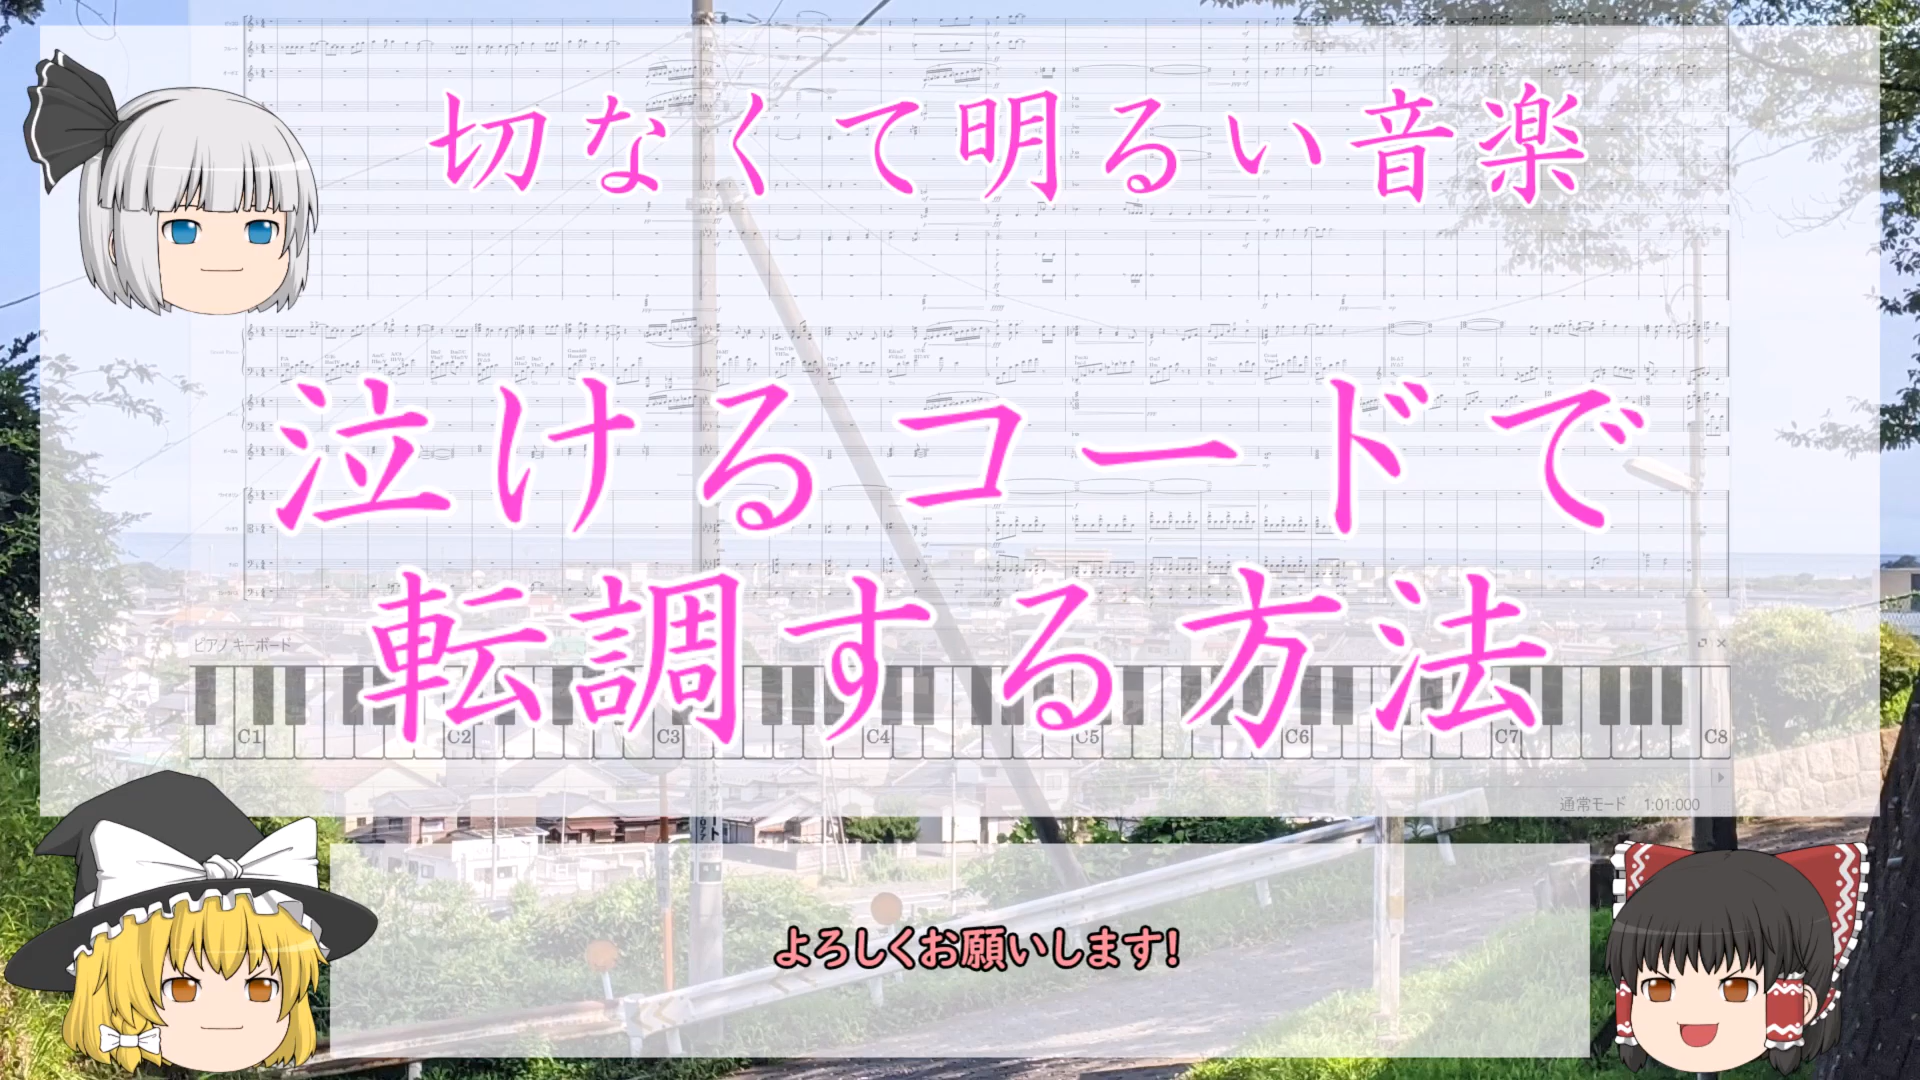 切なくて明るい音楽
泣けるコードで
転調する方法
ピアノ キーボード
C1 C2 C3 C4 C5 C6 C7 C8
通常モード 1:01:000
よろしくお願いします!